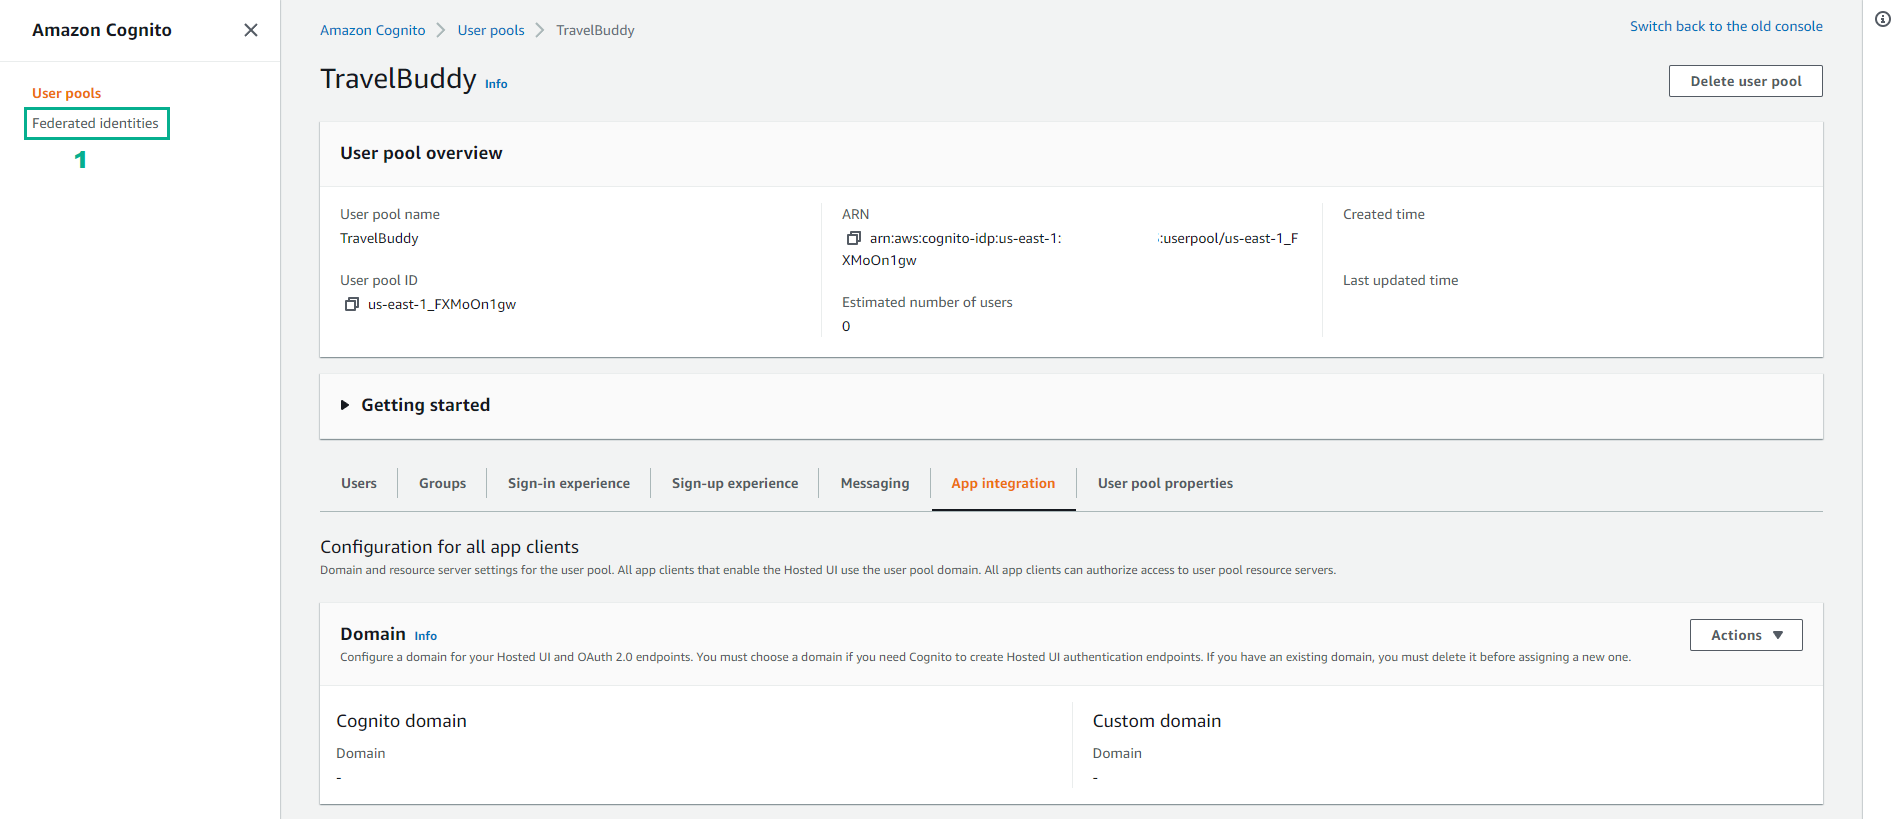 Amazon Cognito
User pools
Federated identities
1
Amazon Cognito User pools TravelBuddy
Switch back to the old console
TravelBuddy Info
Delete user pool
User pool overview
User pool name
TravelBuddy
User pool ID
us-east-1_FXMoOn1gw
ARN
arn:aws:cognito-idp:us-east-1: :userpool/us-east-1_F
XMoOn1gw
Estimated number of users
0
Created time
Last updated time
Getting started
Users Groups Sign-in experience Sign-up experience Messaging App integration User pool properties
Configuration for all app clients
Domain and resource server settings for the user pool. All app clients that enable the Hosted UI use the user pool domain. All app clients can authorize access to user pool resource servers.
Domain Info
Actions
Configure a domain for your Hosted UI and OAuth 2.0 endpoints. You must choose a domain if you need Cognito to create Hosted UI authentication endpoints. If you have an existing domain, you must delete it before assigning a new one.
Cognito domain
Domain
-
Custom domain
Domain
-